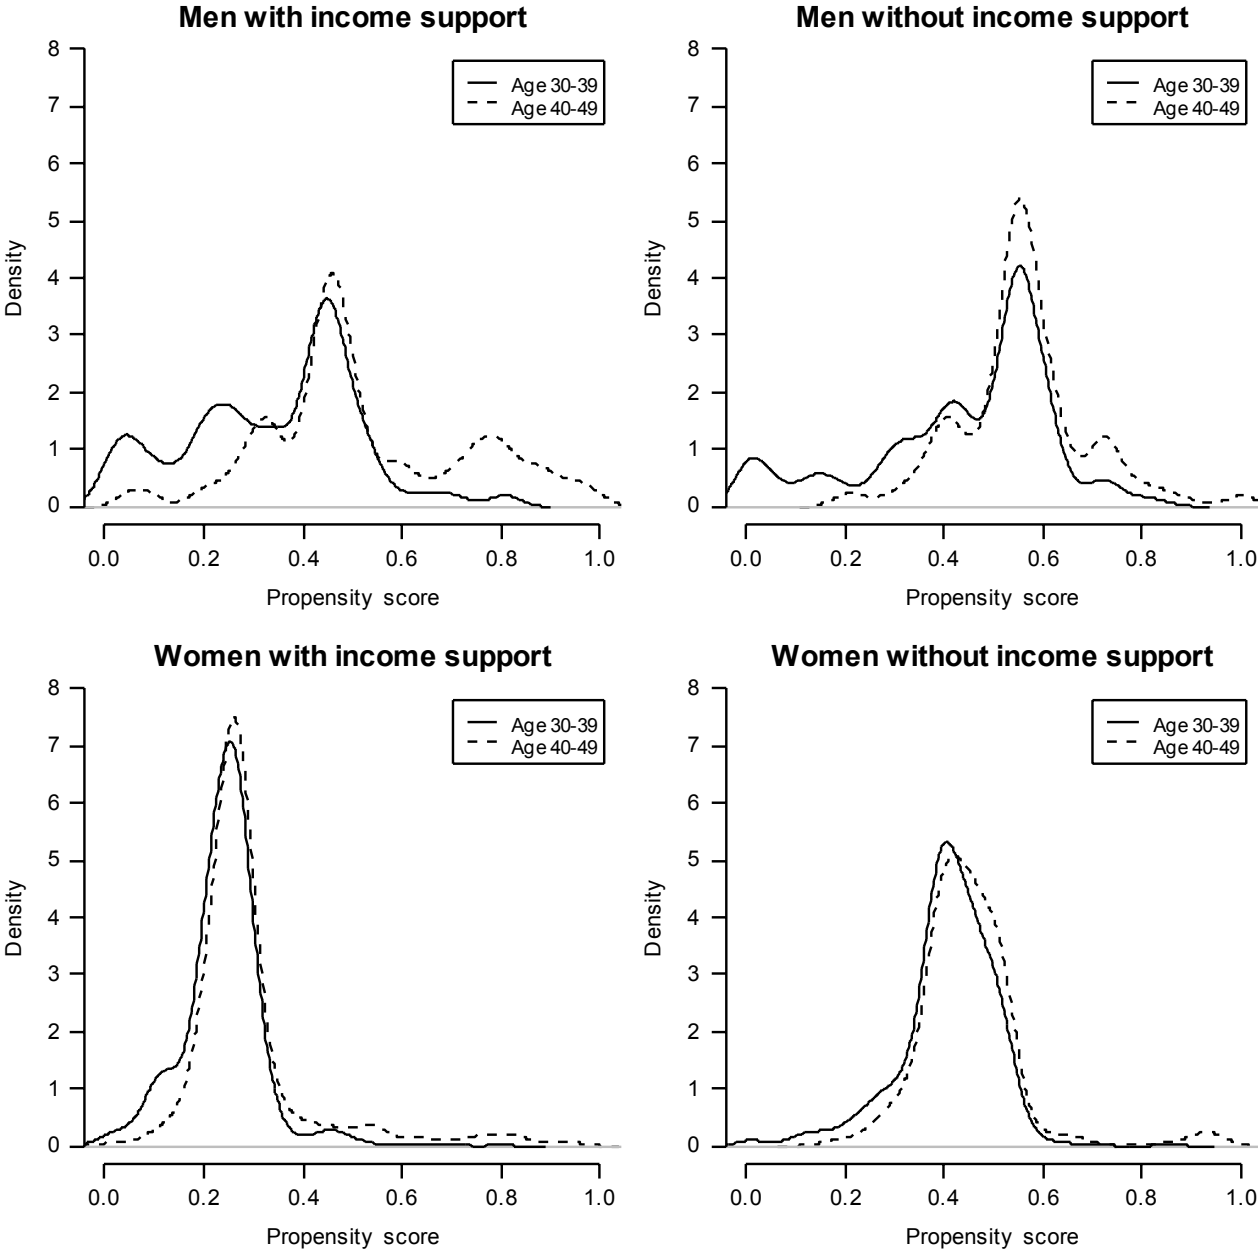 Men with income support
8
7
6
5
4
3
2
1
0
Density
Age 30-39
Age 40-49
0.0 0.2 0.4 0.6 0.8 1.0
Propensity score
Men without income support
8
7
6
5
4
3
2
1
0
Density
Age 30-39
Age 40-49
0.0 0.2 0.4 0.6 0.8 1.0
Propensity score
Women with income support
8
7
6
5
4
3
2
1
0
Density
Age 30-39
Age 40-49
0.0 0.2 0.4 0.6 0.8 1.0
Propensity score
Women without income support
8
7
6
5
4
3
2
1
0
Density
Age 30-39
Age 40-49
0.0 0.2 0.4 0.6 0.8 1.0
Propensity score